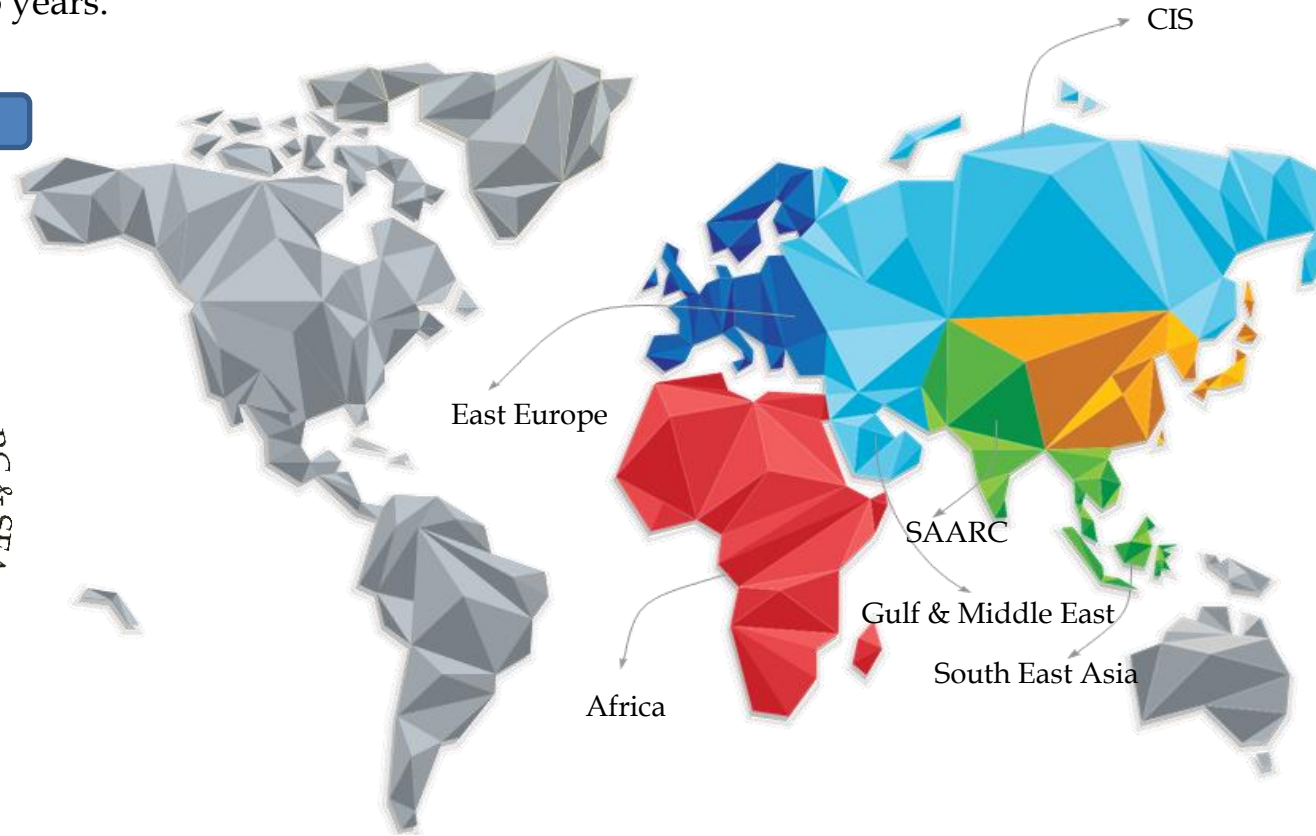 years.
CIS
East Europe
SAARC
Gulf & Middle East
South East Asia
Africa